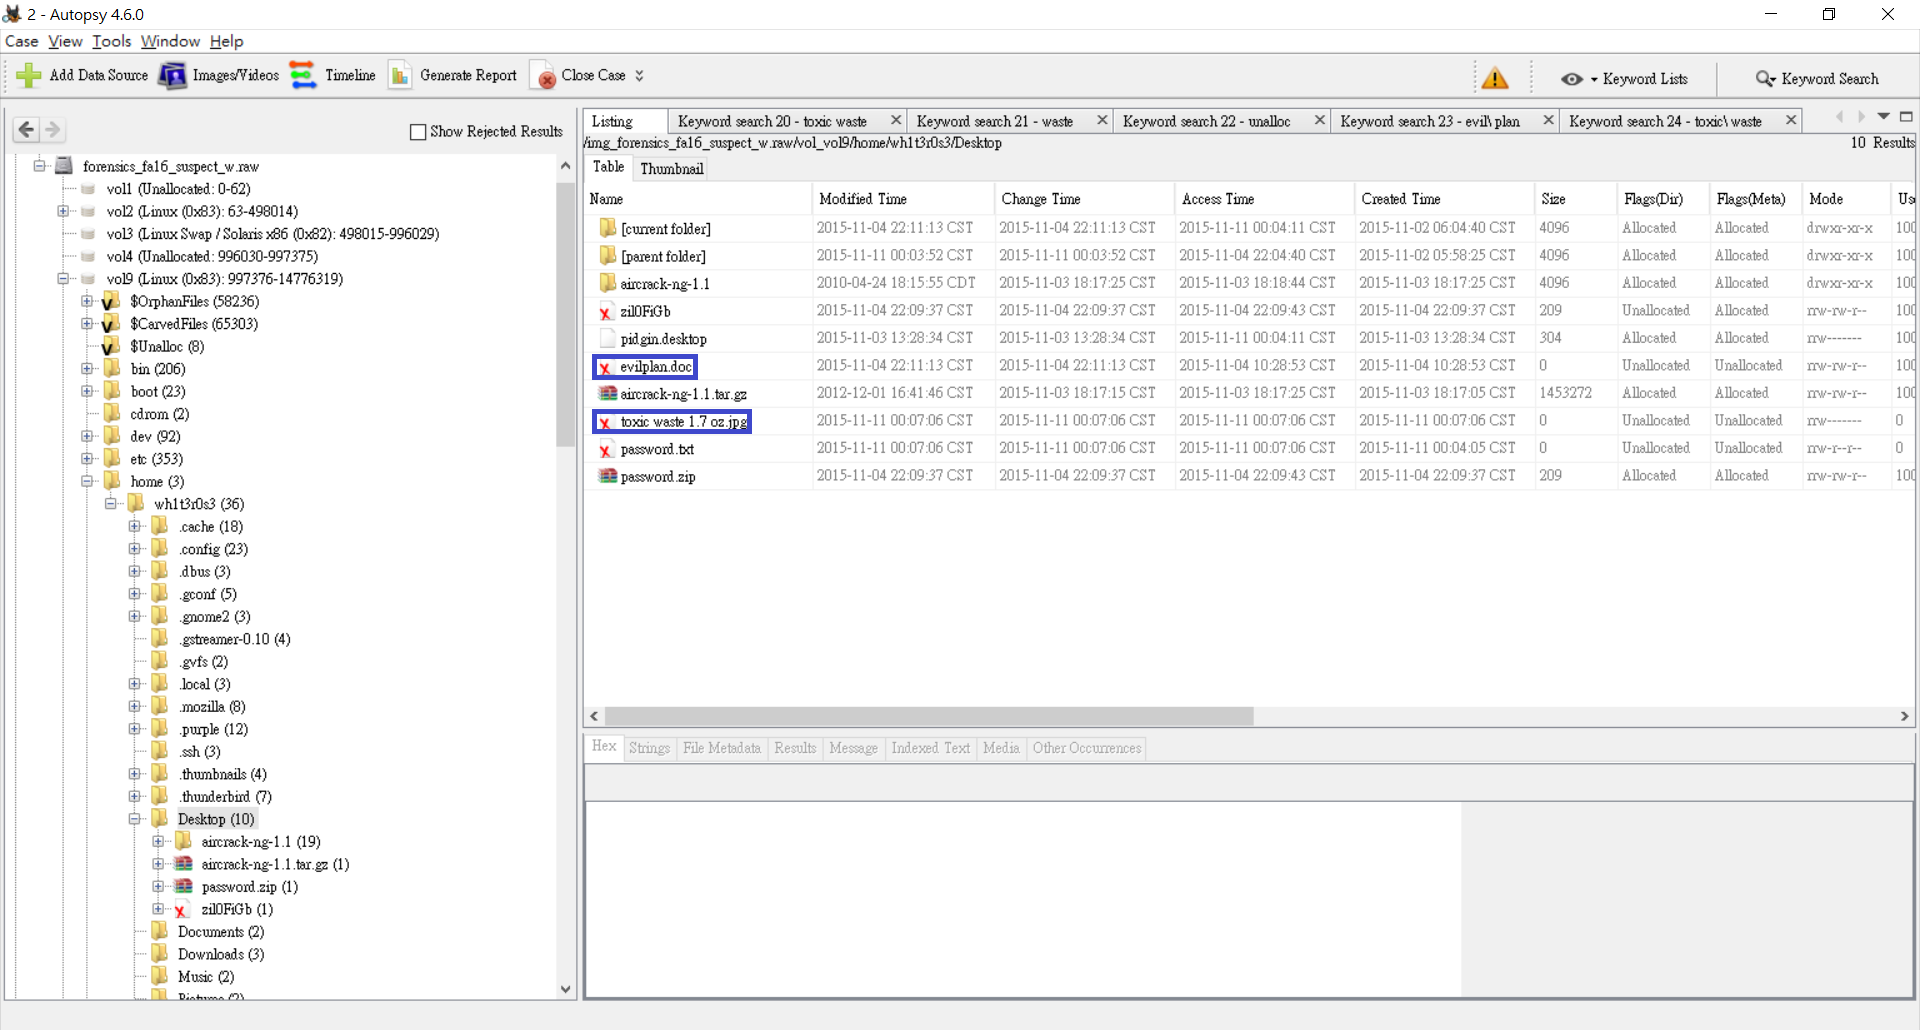 2 - Autopsy 4.6.0
Case View Tools Window Help
Add Data Source Images/Videos Timeline Generate Report Close Case Keyword Lists Keyword Search
Show Rejected Results
forensics_fa16_suspect_w.raw
vol1 (Unallocated: 0-62)
vol2 (Linux (0x83): 63-498014)
vol3 (Linux Swap / Solaris x86 (0x82): 498015-996029)
vol4 (Unallocated: 996030-997375)
vol9 (Linux (0x83): 997376-14776319)
$OrphanFiles (58236)
$CarvedFiles (65303)
$Unalloc (8)
bin (206)
boot (23)
cdrom (2)
dev (92)
etc (353)
home (3)
wh1t3r0s3 (36)
.cache (18)
.config (23)
.dbus (3)
.gconf (5)
.gnome2 (3)
.gstreamer-0.10 (4)
.gvfs (2)
.local (3)
.mozilla (8)
.purple (12)
.ssh (3)
.thumbnails (4)
.thunderbird (7)
Desktop (10)
aircrack-ng-1.1 (19)
aircrack-ng-1.1.tar.gz (1)
password.zip (1)
zil0FiGb (1)
Documents (2)
Downloads (3)
Music (2)
Pictures (2)
Listing Keyword search 20 - toxic waste Keyword search 21 - waste Keyword search 22 - unalloc Keyword search 23 - evil\ plan Keyword search 24 - toxic\ waste
/img_forensics_fa16_suspect_w.raw/vol_vol9/home/wh1t3r0s3/Desktop 10 Results
Table Thumbnail
Name Modified Time Change Time Access Time Created Time Size Flags(Dir) Flags(Meta) Mode Us
[current folder] 2015-11-04 22:11:13 CST 2015-11-04 22:11:13 CST 2015-11-11 00:04:11 CST 2015-11-02 06:04:40 CST 4096 Allocated Allocated drwxr-xr-x 100
[parent folder] 2015-11-11 00:03:52 CST 2015-11-11 00:03:52 CST 2015-11-04 22:04:40 CST 2015-11-02 05:58:25 CST 4096 Allocated Allocated drwxr-xr-x 100
aircrack-ng-1.1 2010-04-24 18:15:55 CDT 2015-11-03 18:17:25 CST 2015-11-03 18:18:44 CST 2015-11-03 18:17:25 CST 4096 Allocated Allocated drwxr-xr-x 100
zil0FiGb 2015-11-04 22:09:37 CST 2015-11-04 22:09:37 CST 2015-11-04 22:09:43 CST 2015-11-04 22:09:37 CST 209 Unallocated Allocated rrw-rw-r-- 100
pidgin.desktop 2015-11-03 13:28:34 CST 2015-11-03 13:28:34 CST 2015-11-11 00:04:11 CST 2015-11-03 13:28:34 CST 304 Allocated Allocated rrw------- 100
evilplan.doc 2015-11-04 22:11:13 CST 2015-11-04 22:11:13 CST 2015-11-04 10:28:53 CST 2015-11-04 10:28:53 CST 0 Unallocated Unallocated rrw-rw-r-- 100
aircrack-ng-1.1.tar.gz 2012-12-01 16:41:46 CST 2015-11-03 18:17:15 CST 2015-11-03 18:17:25 CST 2015-11-03 18:17:05 CST 1453272 Allocated Allocated rrw-rw-r-- 100
toxic waste 1.7 oz.jpg 2015-11-11 00:07:06 CST 2015-11-11 00:07:06 CST 2015-11-11 00:07:06 CST 2015-11-11 00:07:06 CST 0 Unallocated Unallocated rrw------- 0
password.txt 2015-11-11 00:07:06 CST 2015-11-11 00:07:06 CST 2015-11-11 00:07:06 CST 2015-11-11 00:04:05 CST 0 Unallocated Unallocated rrw-r--r-- 0
password.zip 2015-11-04 22:09:37 CST 2015-11-04 22:09:37 CST 2015-11-04 22:09:43 CST 2015-11-04 22:09:37 CST 209 Allocated Allocated rrw-rw-r-- 100
Hex Strings File Metadata Results Message Indexed Text Media Other Occurrences